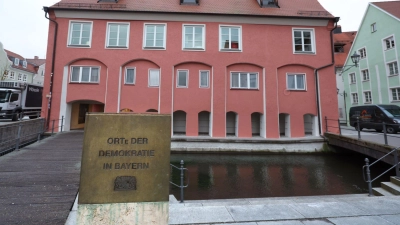 ORTE DER
DEMOKRATIE
IN BAYERN